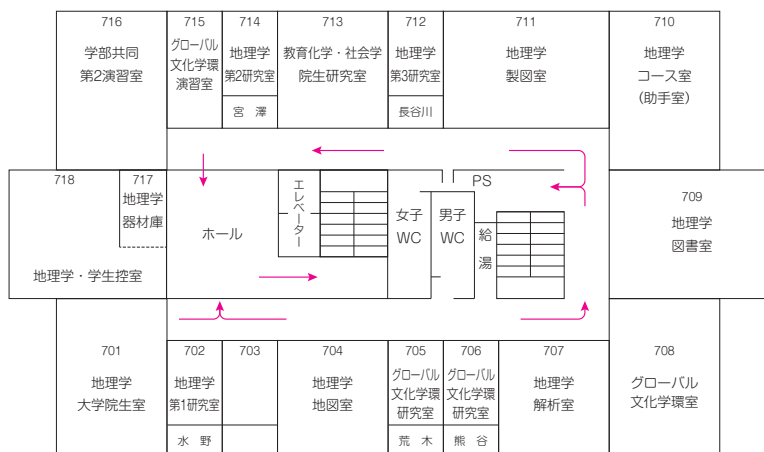 716
学部共同
第2演習室
715
グローバル
文化学環
演習室
714
地理学
第2研究室
宮 澤
713
教育化学・社会学
院生研究室
712
地理学
第3研究室
長谷川
711
地理学
製図室
710
地理学
コース室
(助手室)
718
地理学・学生控室
717
地理学
器材庫
ホール
エレベーター
女子
WC
男子
WC
PS
給湯
709
地理学
図書室
701
地理学
大学院生室
702
地理学
第1研究室
水 野
703
704
地理学
地図室
705
グローバル
文化学環
研究室
荒 木
706
グローバル
文化学環
研究室
熊 谷
707
地理学
解析室
708
グローバル
文化学環室